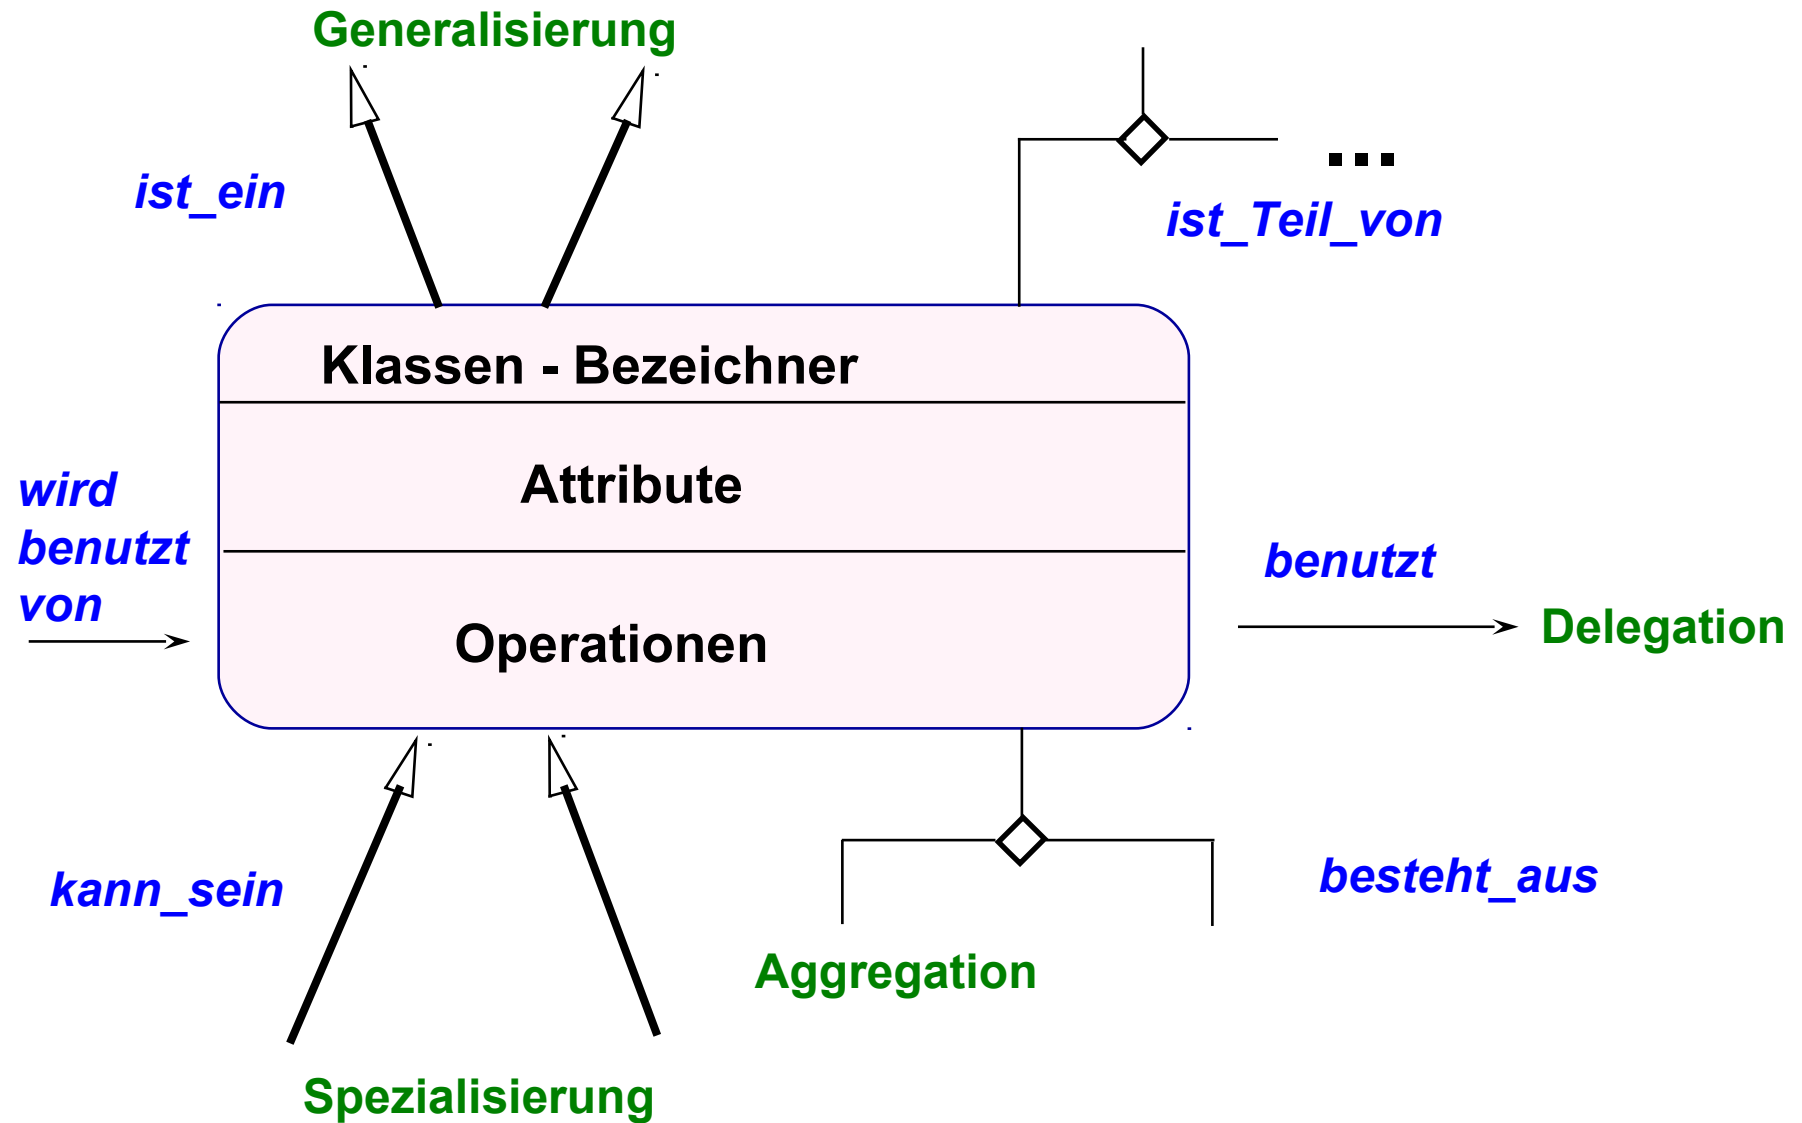 Generalisierung
ist_ein
...
ist_Teil_von
Klassen - Bezeichner
Attribute
wird
benutzt
von
benutzt
Operationen
Delegation
kann_sein
besteht_aus
Aggregation
Spezialisierung